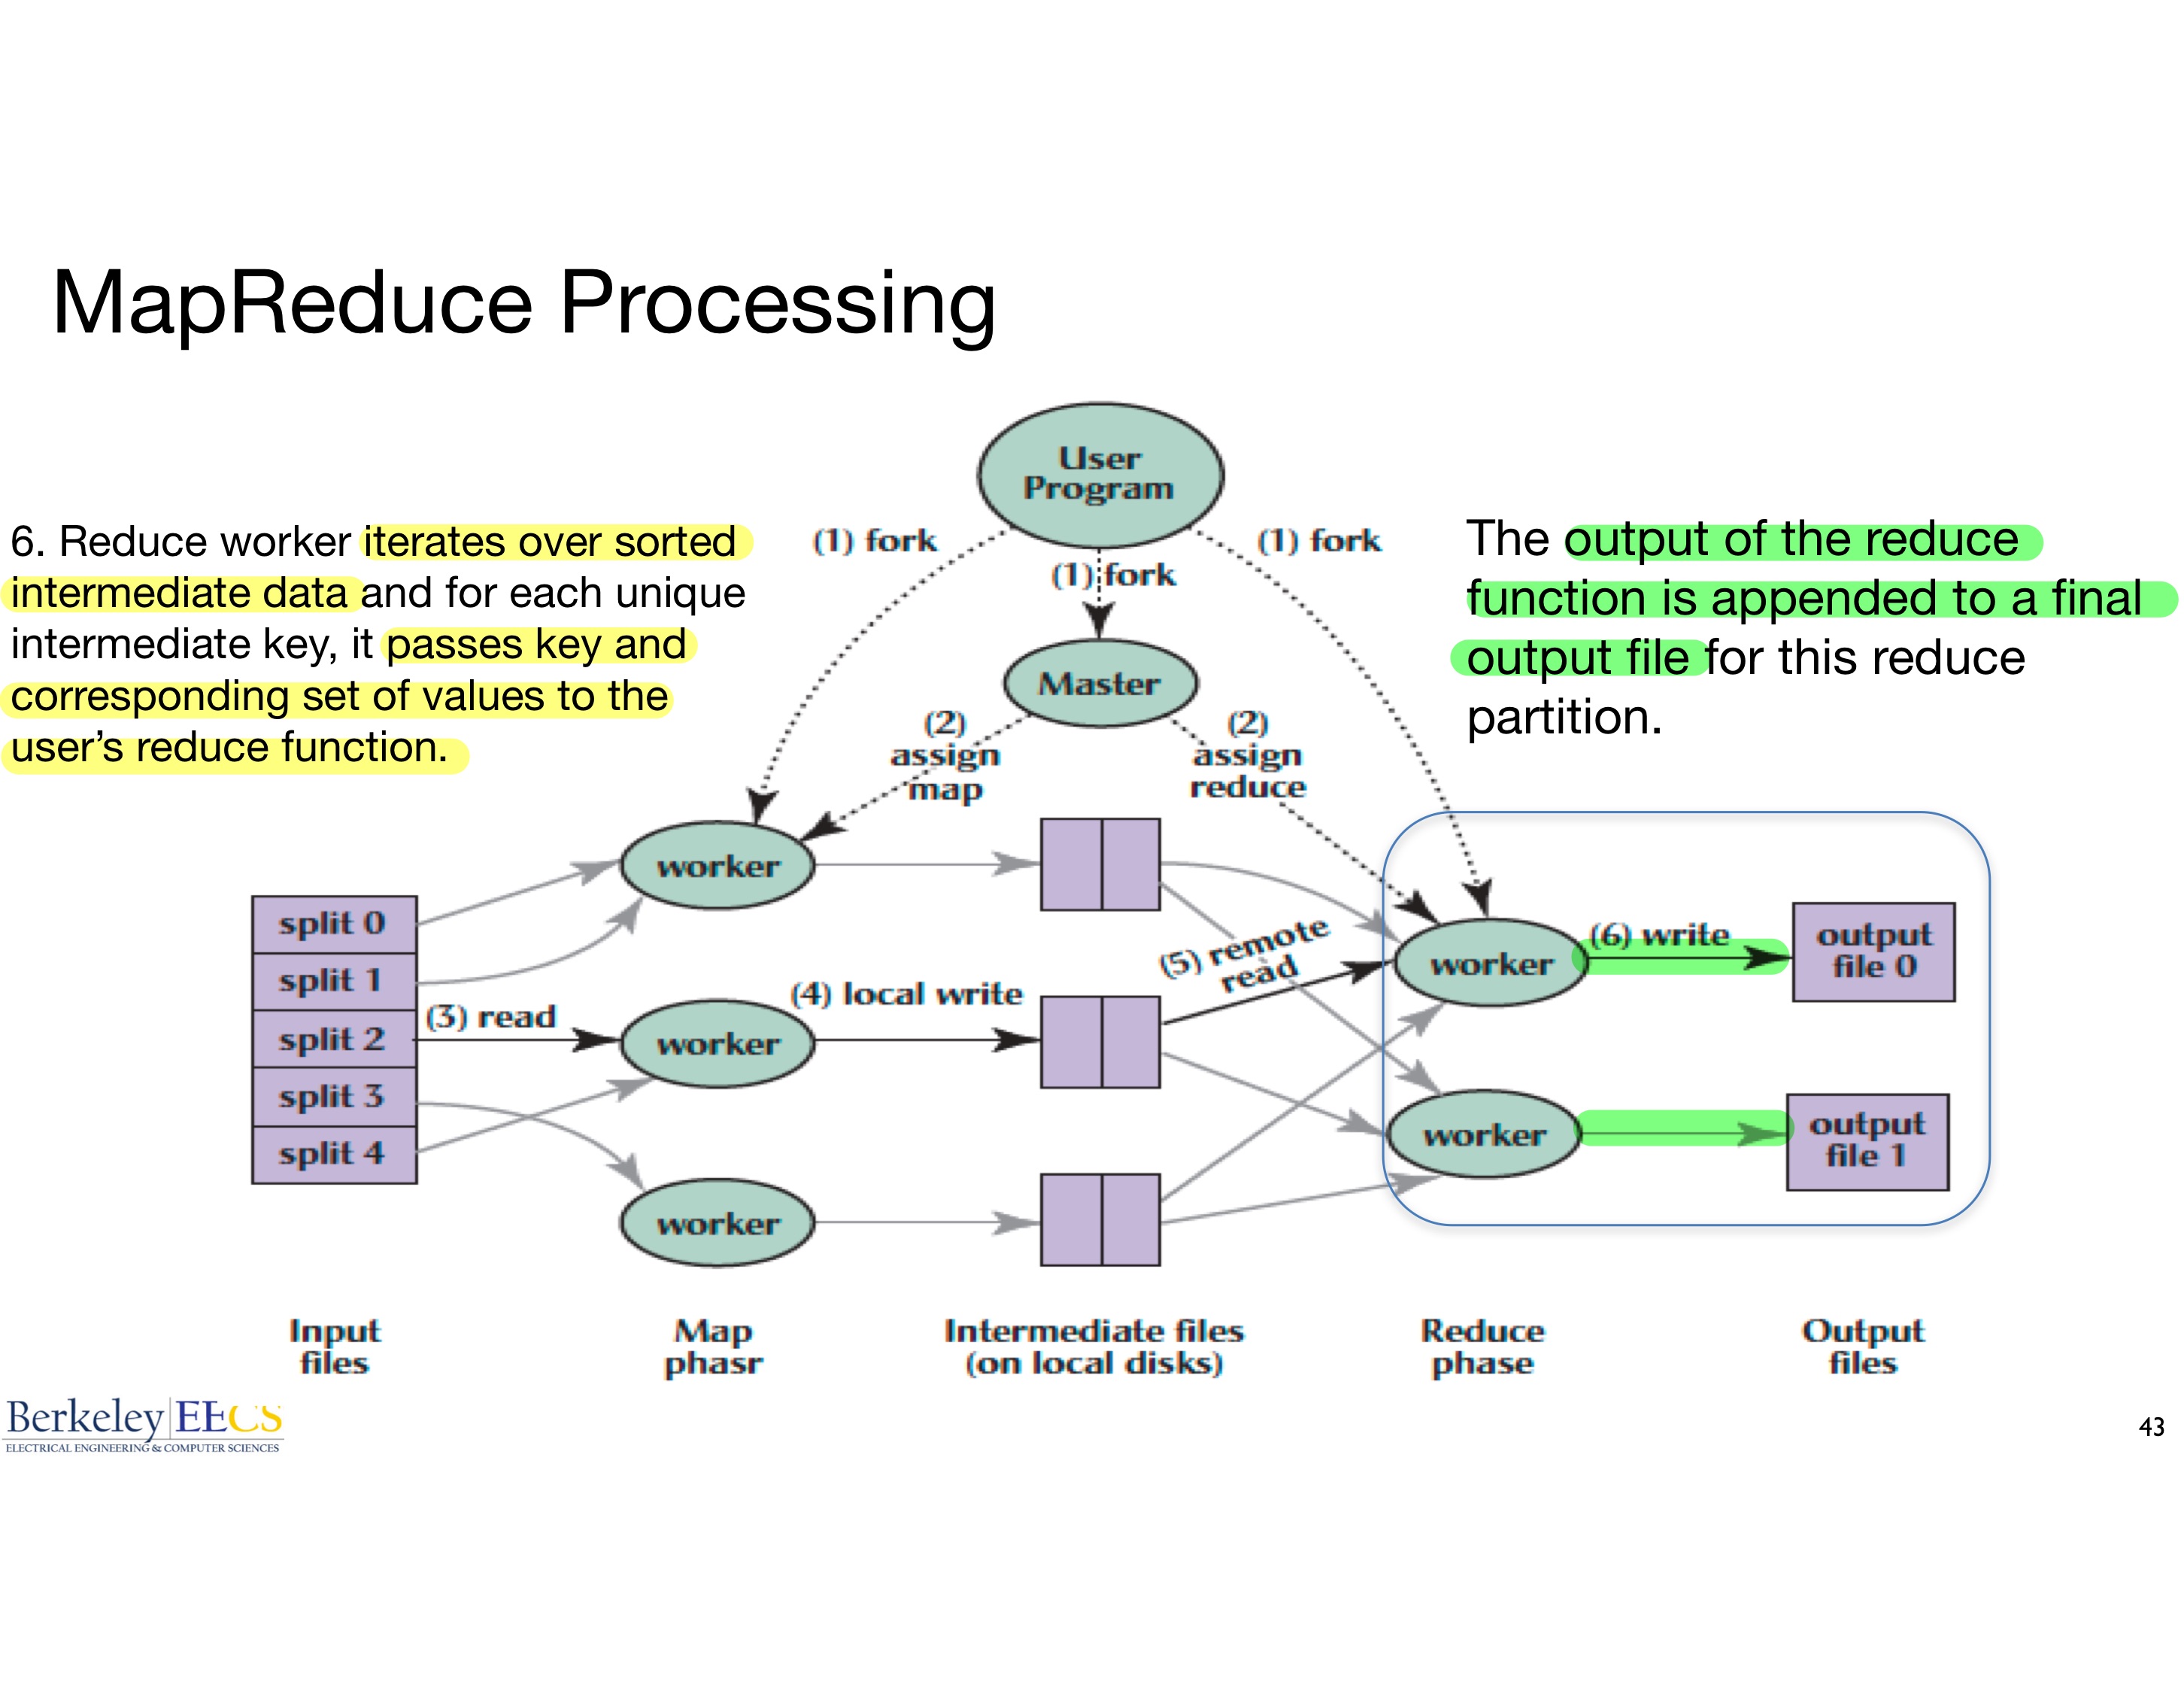 MapReduce Processing
6. Reduce worker iterates over sorted
intermediate data and for each unique
intermediate key, it passes key and
corresponding set of values to the
user's reduce function.
The output of the reduce
function is appended to a final
output file for this reduce
partition.
User
Program
(1) fork
(1) fork
(1) fork
Master
(2)
assign
map
(2)
assign
reduce
split 0
split 1
split 2
split 3
split 4
(3) read
worker
worker
worker
(4) local write
(5) remote
read
worker
worker
(6) write
output
file 0
output
file 1
Input
files
Map
phasr
Intermediate files
(on local disks)
Reduce
phase
Output
files
Berkeley EECS
ELECTRICAL ENGINEERING & COMPUTER SCIENCES
43